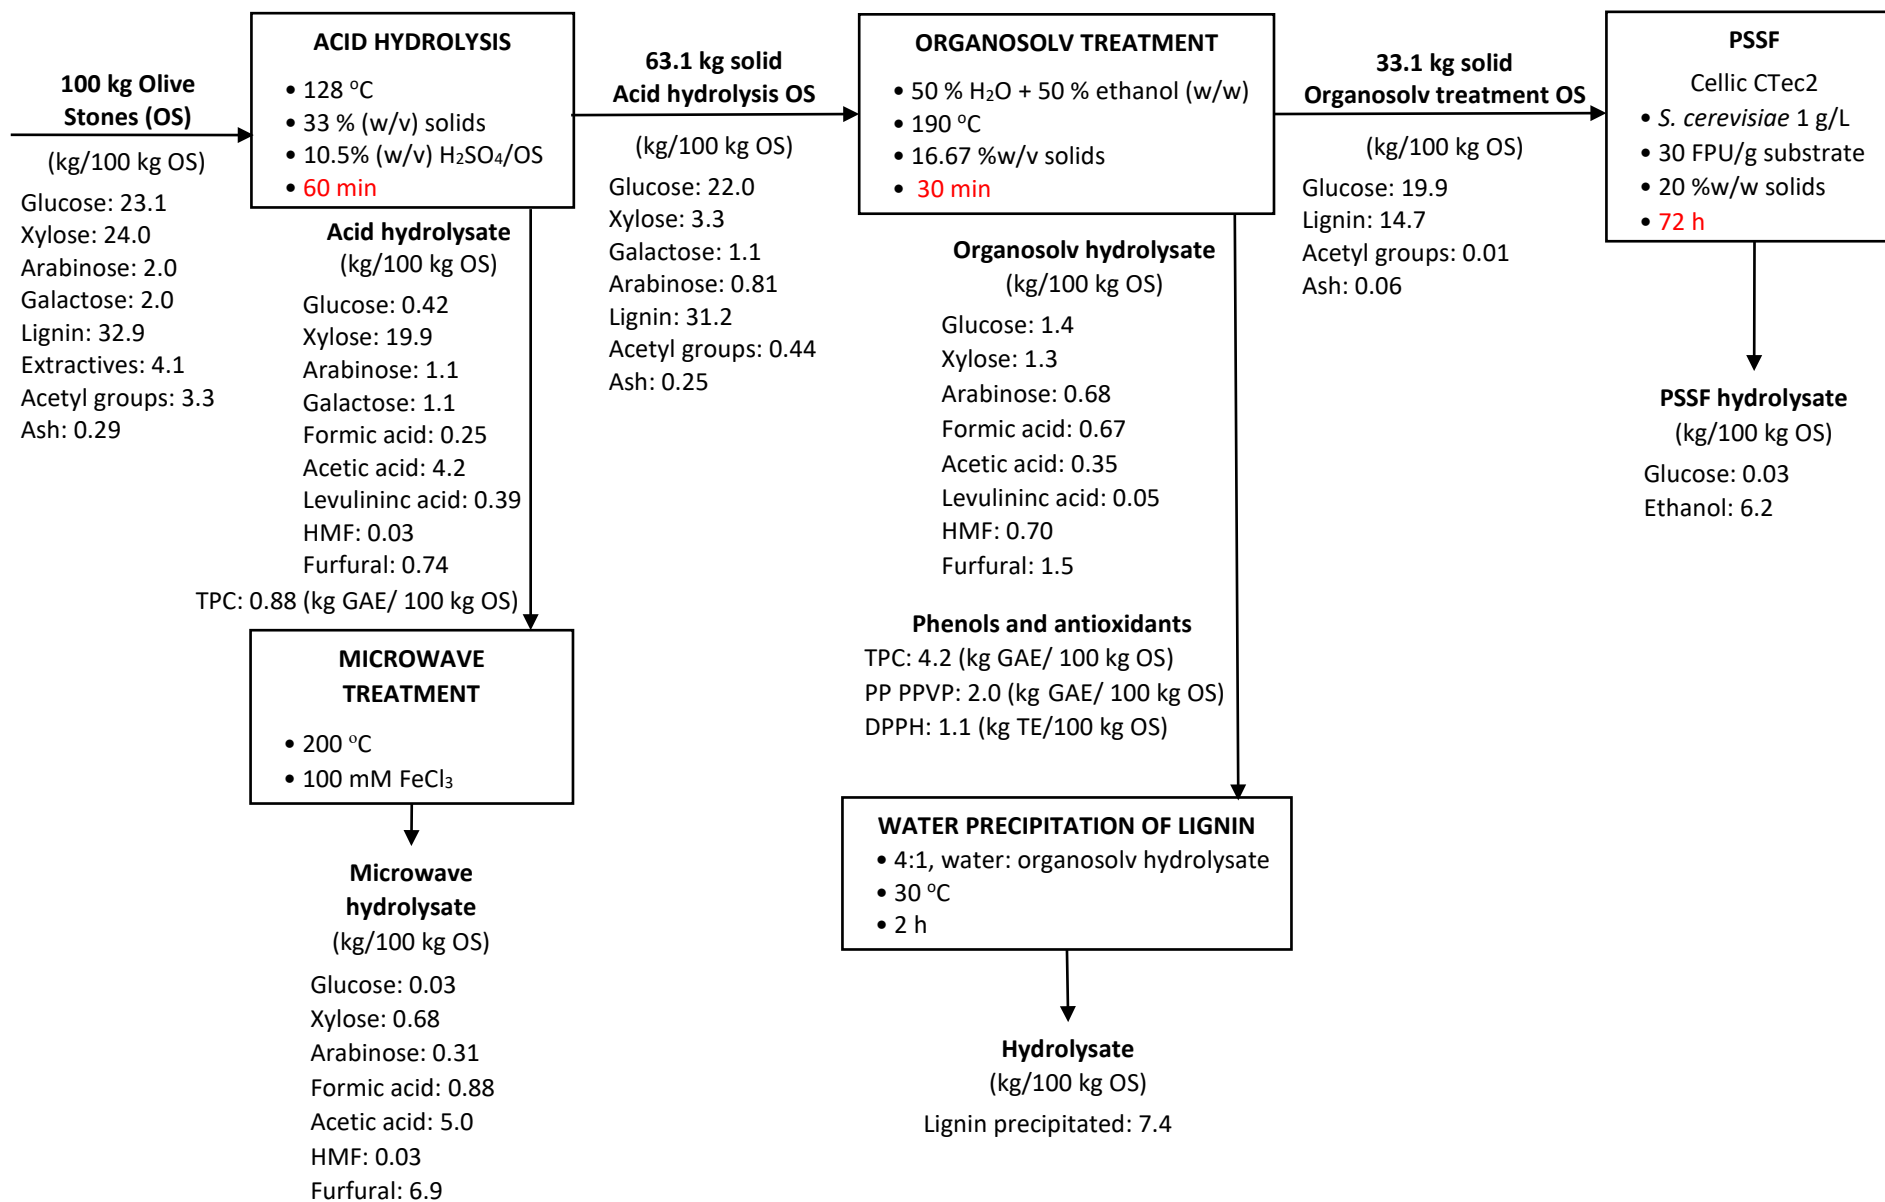 100 kg Olive
Stones (OS)
(kg/100 kg OS)
Glucose: 23.1
Xylose: 24.0
Arabinose: 2.0
Galactose: 2.0
Lignin: 32.9
Extractives: 4.1
Acetyl groups: 3.3
Ash: 0.29
ACID HYDROLYSIS
• 128 °C
• 33 % (w/v) solids
• 10.5% (w/v) H₂SO₄/OS
• 60 min
Acid hydrolysate
(kg/100 kg OS)
Glucose: 0.42
Xylose: 19.9
Arabinose: 1.1
Galactose: 1.1
Formic acid: 0.25
Acetic acid: 4.2
Levulininc acid: 0.39
HMF: 0.03
Furfural: 0.74
TPC: 0.88 (kg GAE/ 100 kg OS)
MICROWAVE
TREATMENT
• 200 °C
• 100 mM FeCl₃
Microwave
hydrolysate
(kg/100 kg OS)
Glucose: 0.03
Xylose: 0.68
Arabinose: 0.31
Formic acid: 0.88
Acetic acid: 5.0
HMF: 0.03
Furfural: 6.9
63.1 kg solid
Acid hydrolysis OS
(kg/100 kg OS)
Glucose: 22.0
Xylose: 3.3
Galactose: 1.1
Arabinose: 0.81
Lignin: 31.2
Acetyl groups: 0.44
Ash: 0.25
ORGANOSOLV TREATMENT
• 50 % H₂O + 50 % ethanol (w/w)
• 190 °C
• 16.67 %w/v solids
• 30 min
Organosolv hydrolysate
(kg/100 kg OS)
Glucose: 1.4
Xylose: 1.3
Arabinose: 0.68
Formic acid: 0.67
Acetic acid: 0.35
Levulininc acid: 0.05
HMF: 0.70
Furfural: 1.5
Phenols and antioxidants
TPC: 4.2 (kg GAE/ 100 kg OS)
PP PPVP: 2.0 (kg GAE/ 100 kg OS)
DPPH: 1.1 (kg TE/100 kg OS)
WATER PRECIPITATION OF LIGNIN
• 4:1, water: organosolv hydrolysate
• 30 °C
• 2 h
Hydrolysate
(kg/100 kg OS)
Lignin precipitated: 7.4
33.1 kg solid
Organosolv treatment OS
(kg/100 kg OS)
Glucose: 19.9
Lignin: 14.7
Acetyl groups: 0.01
Ash: 0.06
PSSF
Cellic CTec2
• S. cerevisiae 1 g/L
• 30 FPU/g substrate
• 20 %w/w solids
• 72 h
PSSF hydrolysate
(kg/100 kg OS)
Glucose: 0.03
Ethanol: 6.2